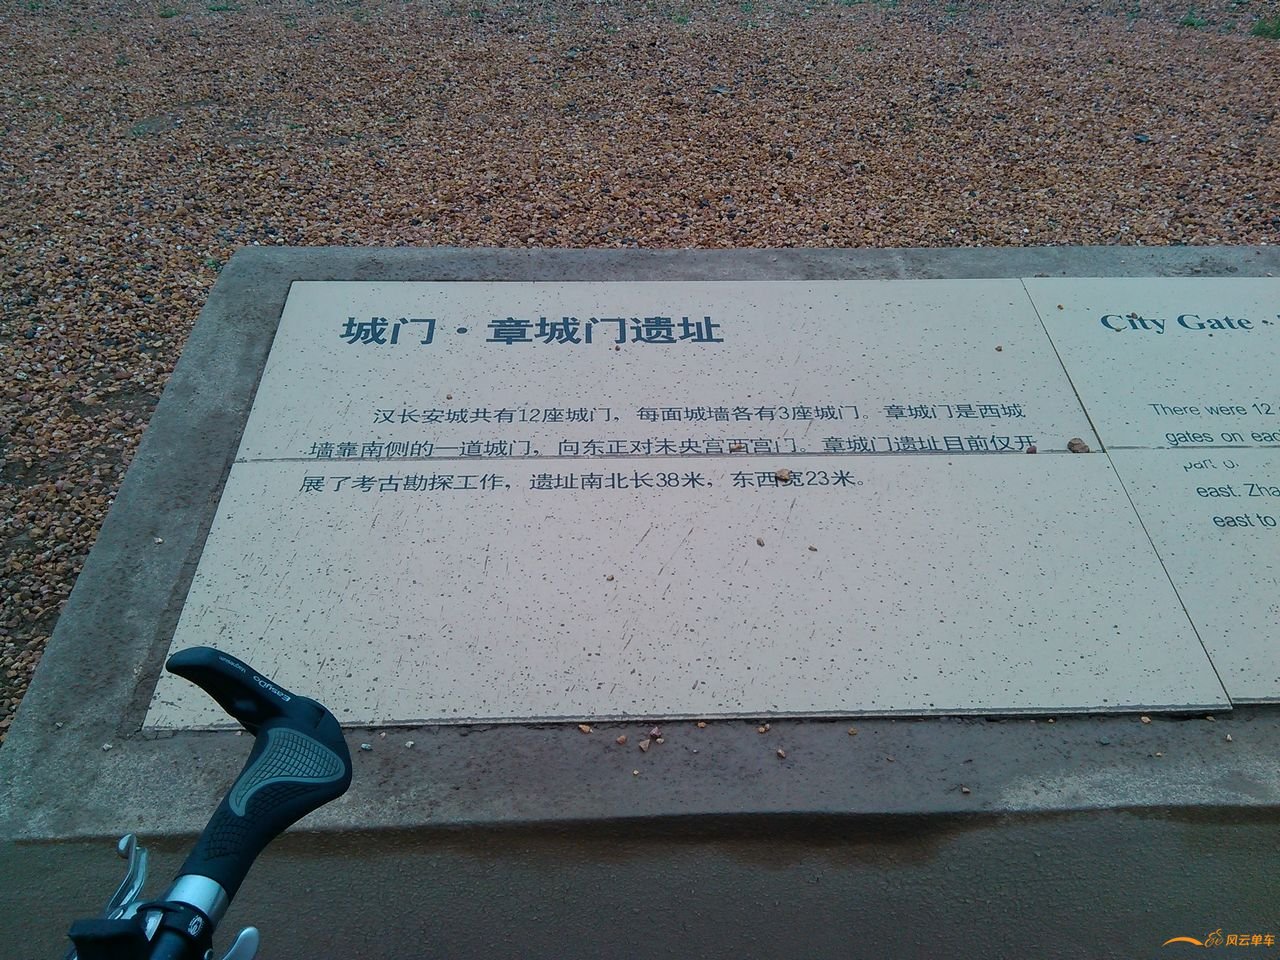 城门·章城门遗址
汉长安城共有12座城门，每面城墙各有3座城门。章城门是西城
墙靠南侧的一道城门，向东正对未央宫西宫门。章城门遗址目前仅开
展了考古勘探工作，遗址南北长38米，东西宽23米。
City Gate ·
There were 12
gates on eac
part o
east. Zha
east to
EasyDo
风云单车